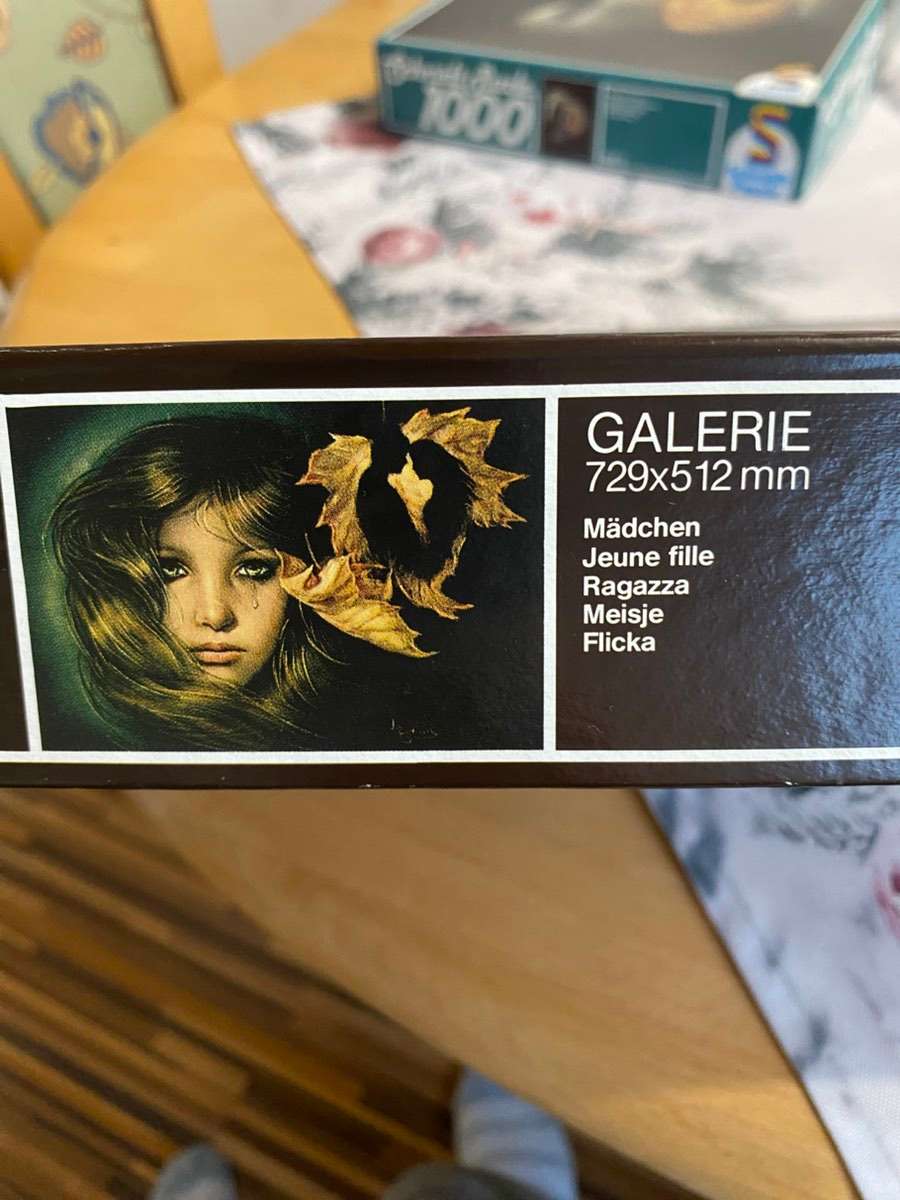 1000
GALERIE
729x512 mm
Mädchen
Jeune fille
Ragazza
Meisje
Flicka